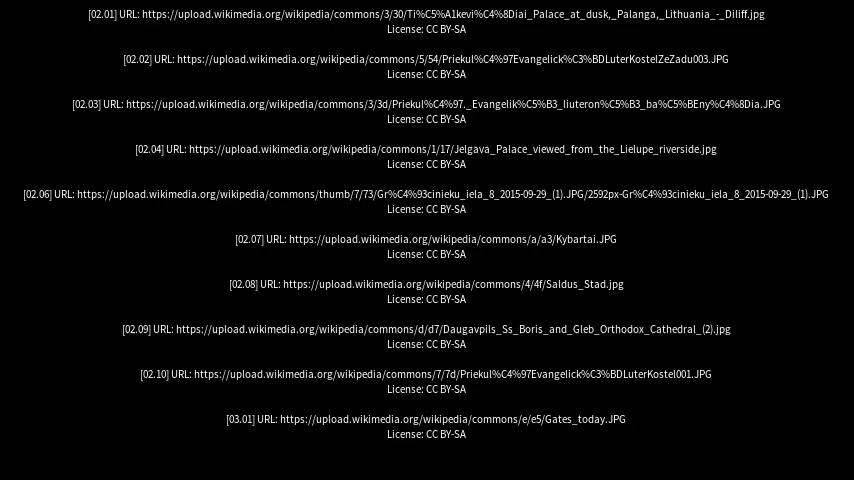 [02.01] URL: https://upload.wikimedia.org/wikipedia/commons/3/30/Ti%C5%A1kevi%C4%8Diai_Palace_at_dusk,_Palanga,_Lithuania_-_Diliff.jpg
License: CC BY-SA
[02.02] URL: https://upload.wikimedia.org/wikipedia/commons/5/54/Priekul%C4%97Evangelick%C3%BDLuterKostelZeZadu003.JPG
License: CC BY-SA
[02.03] URL: https://upload.wikimedia.org/wikipedia/commons/3/3d/Priekul%C4%97._Evangelik%C5%B3_liuteron%C5%B3_ba%C5%BEny%C4%8Dia.JPG
License: CC BY-SA
[02.04] URL: https://upload.wikimedia.org/wikipedia/commons/1/17/Jelgava_Palace_viewed_from_the_Lielupe_riverside.jpg
License: CC BY-SA
[02.06] URL: https://upload.wikimedia.org/wikipedia/commons/thumb/7/73/Gr%C4%93cinieku_iela_8_2015-09-29_(1).JPG/2592px-Gr%C4%93cinieku_iela_8_2015-09-29_(1).JPG
License: CC BY-SA
[02.07] URL: https://upload.wikimedia.org/wikipedia/commons/a/a3/Kybartai.JPG
License: CC BY-SA
[02.08] URL: https://upload.wikimedia.org/wikipedia/commons/4/4f/Saldus_Stad.jpg
License: CC BY-SA
[02.09] URL: https://upload.wikimedia.org/wikipedia/commons/d/d7/Daugavpils_Ss_Boris_and_Gleb_Orthodox_Cathedral_(2).jpg
License: CC BY-SA
[02.10] URL: https://upload.wikimedia.org/wikipedia/commons/7/7d/Priekul%C4%97Evangelick%C3%BDLuterKostel001.JPG
License: CC BY-SA
[03.01] URL: https://upload.wikimedia.org/wikipedia/commons/e/e5/Gates_today.JPG
License: CC BY-SA